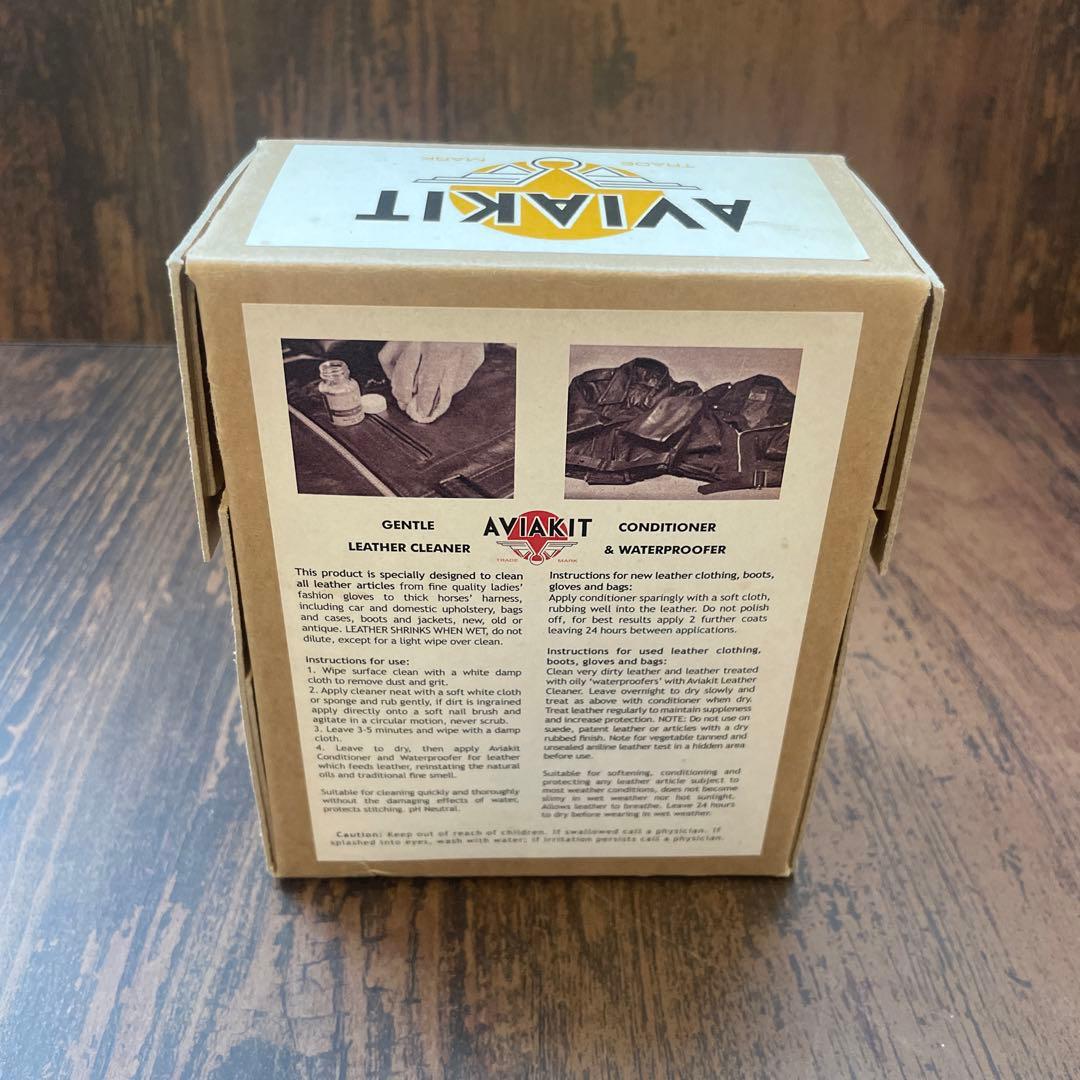 TRADE MARK
AVIAKIT
GENTLE
LEATHER CLEANER
AVIAKIT
TRADE MARK
CONDITIONER
& WATERPROOFER
This product is specially designed to clean
all leather articles from fine quality ladies'
fashion gloves to thick horses' harness,
including car and domestic upholstery, bags
and cases, boots and jackets, new, old or
antique. LEATHER SHRINKS WHEN WET, do not
dilute, except for a light wipe over clean.
Instructions for use:
1. Wipe surface clean with a white damp
cloth to remove dust and grit.
2. Apply cleaner neat with a soft white cloth
or sponge and rub gently, if dirt is ingrained
apply directly onto a soft nail brush and
agitate in a circular motion, never scrub.
3. Leave 3-5 minutes and wipe with a damp
cloth.
4. Leave to dry, then apply Aviakit
Conditioner and Waterproofer for leather
which feeds leather, reinstating the natural
oils and traditional fine smell.
Suitable for cleaning quickly and thoroughly
without the damaging effects of water,
protects stitching. pH Neutral.
Instructions for new leather clothing, boots,
gloves and bags:
Apply conditioner sparingly with a soft cloth,
rubbing well into the leather. Do not polish
off, for best results apply 2 further coats
leaving 24 hours between applications.
Instructions for used leather clothing,
boots, gloves and bags:
Clean very dirty leather and leather treated
with oily 'waterproofers' with Aviakit Leather
Cleaner. Leave overnight to dry slowly and
treat as above with conditioner when dry.
Treat leather regularly to maintain suppleness
and increase protection. NOTE: Do not use on
suede, patent leather or articles with a dry
rubbed finish. Note for vegetable tanned and
unsealed aniline leather test in a hidden area
before use.
Suitable for softening, conditioning and
protecting any leather article subject to
most weather conditions, does not become
slimy in wet weather nor hot sunlight.
Allows leather to breathe. Leave 24 hours
to dry before wearing in wet weather.
Caution: Keep out of reach of children. If swallowed call a physician. If
splashed into eyes, wash with water; if irritation persists call a physician.